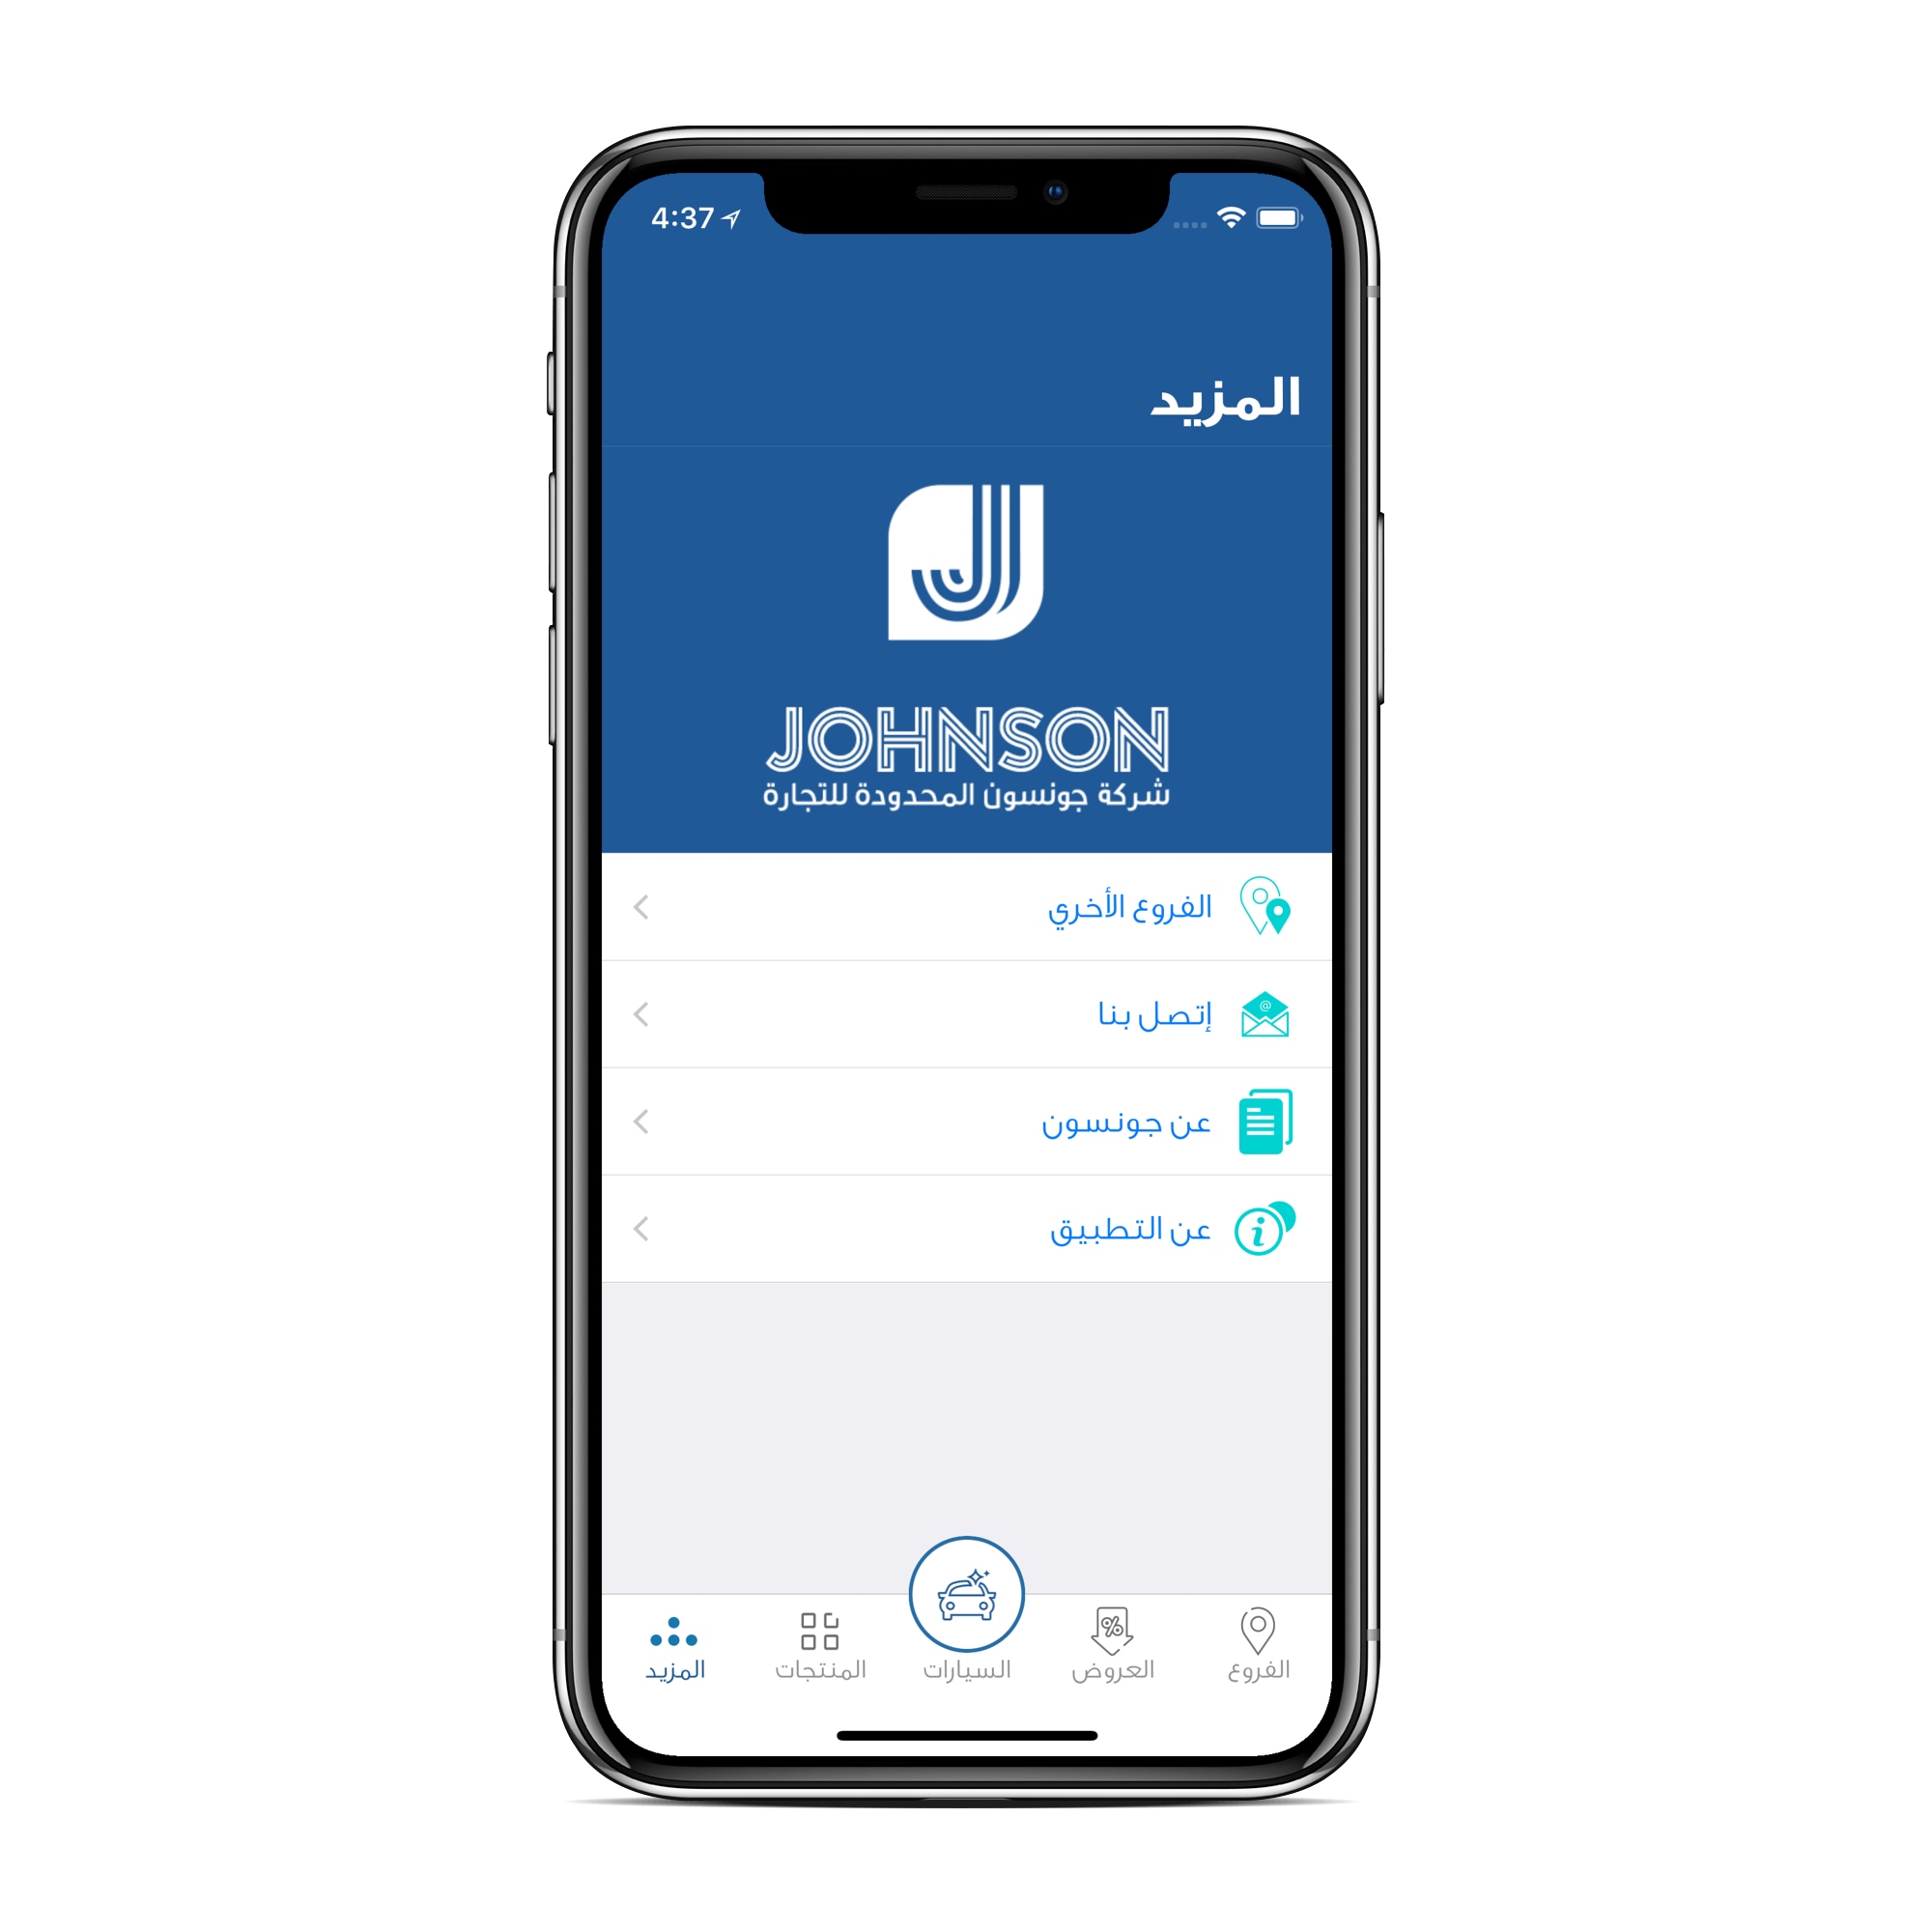 4:37
المزيد
JOHNSON
شركة جونسون المحدودة للتجارة
الفروع الأخري
إتصل بنا
عن جونسون
عن التطبيق
الفروع
العروض
السيارات
المنتجات
المزيد